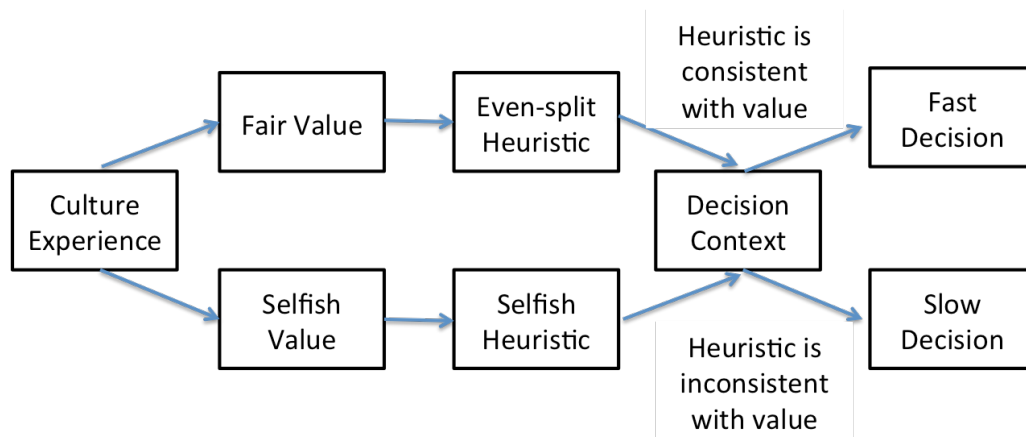 Culture
Experience
Fair Value
Selfish
Value
Even-split
Heuristic
Selfish
Heuristic
Heuristic is
consistent
with value
Decision
Context
Heuristic is
inconsistent
with value
Fast
Decision
Slow
Decision